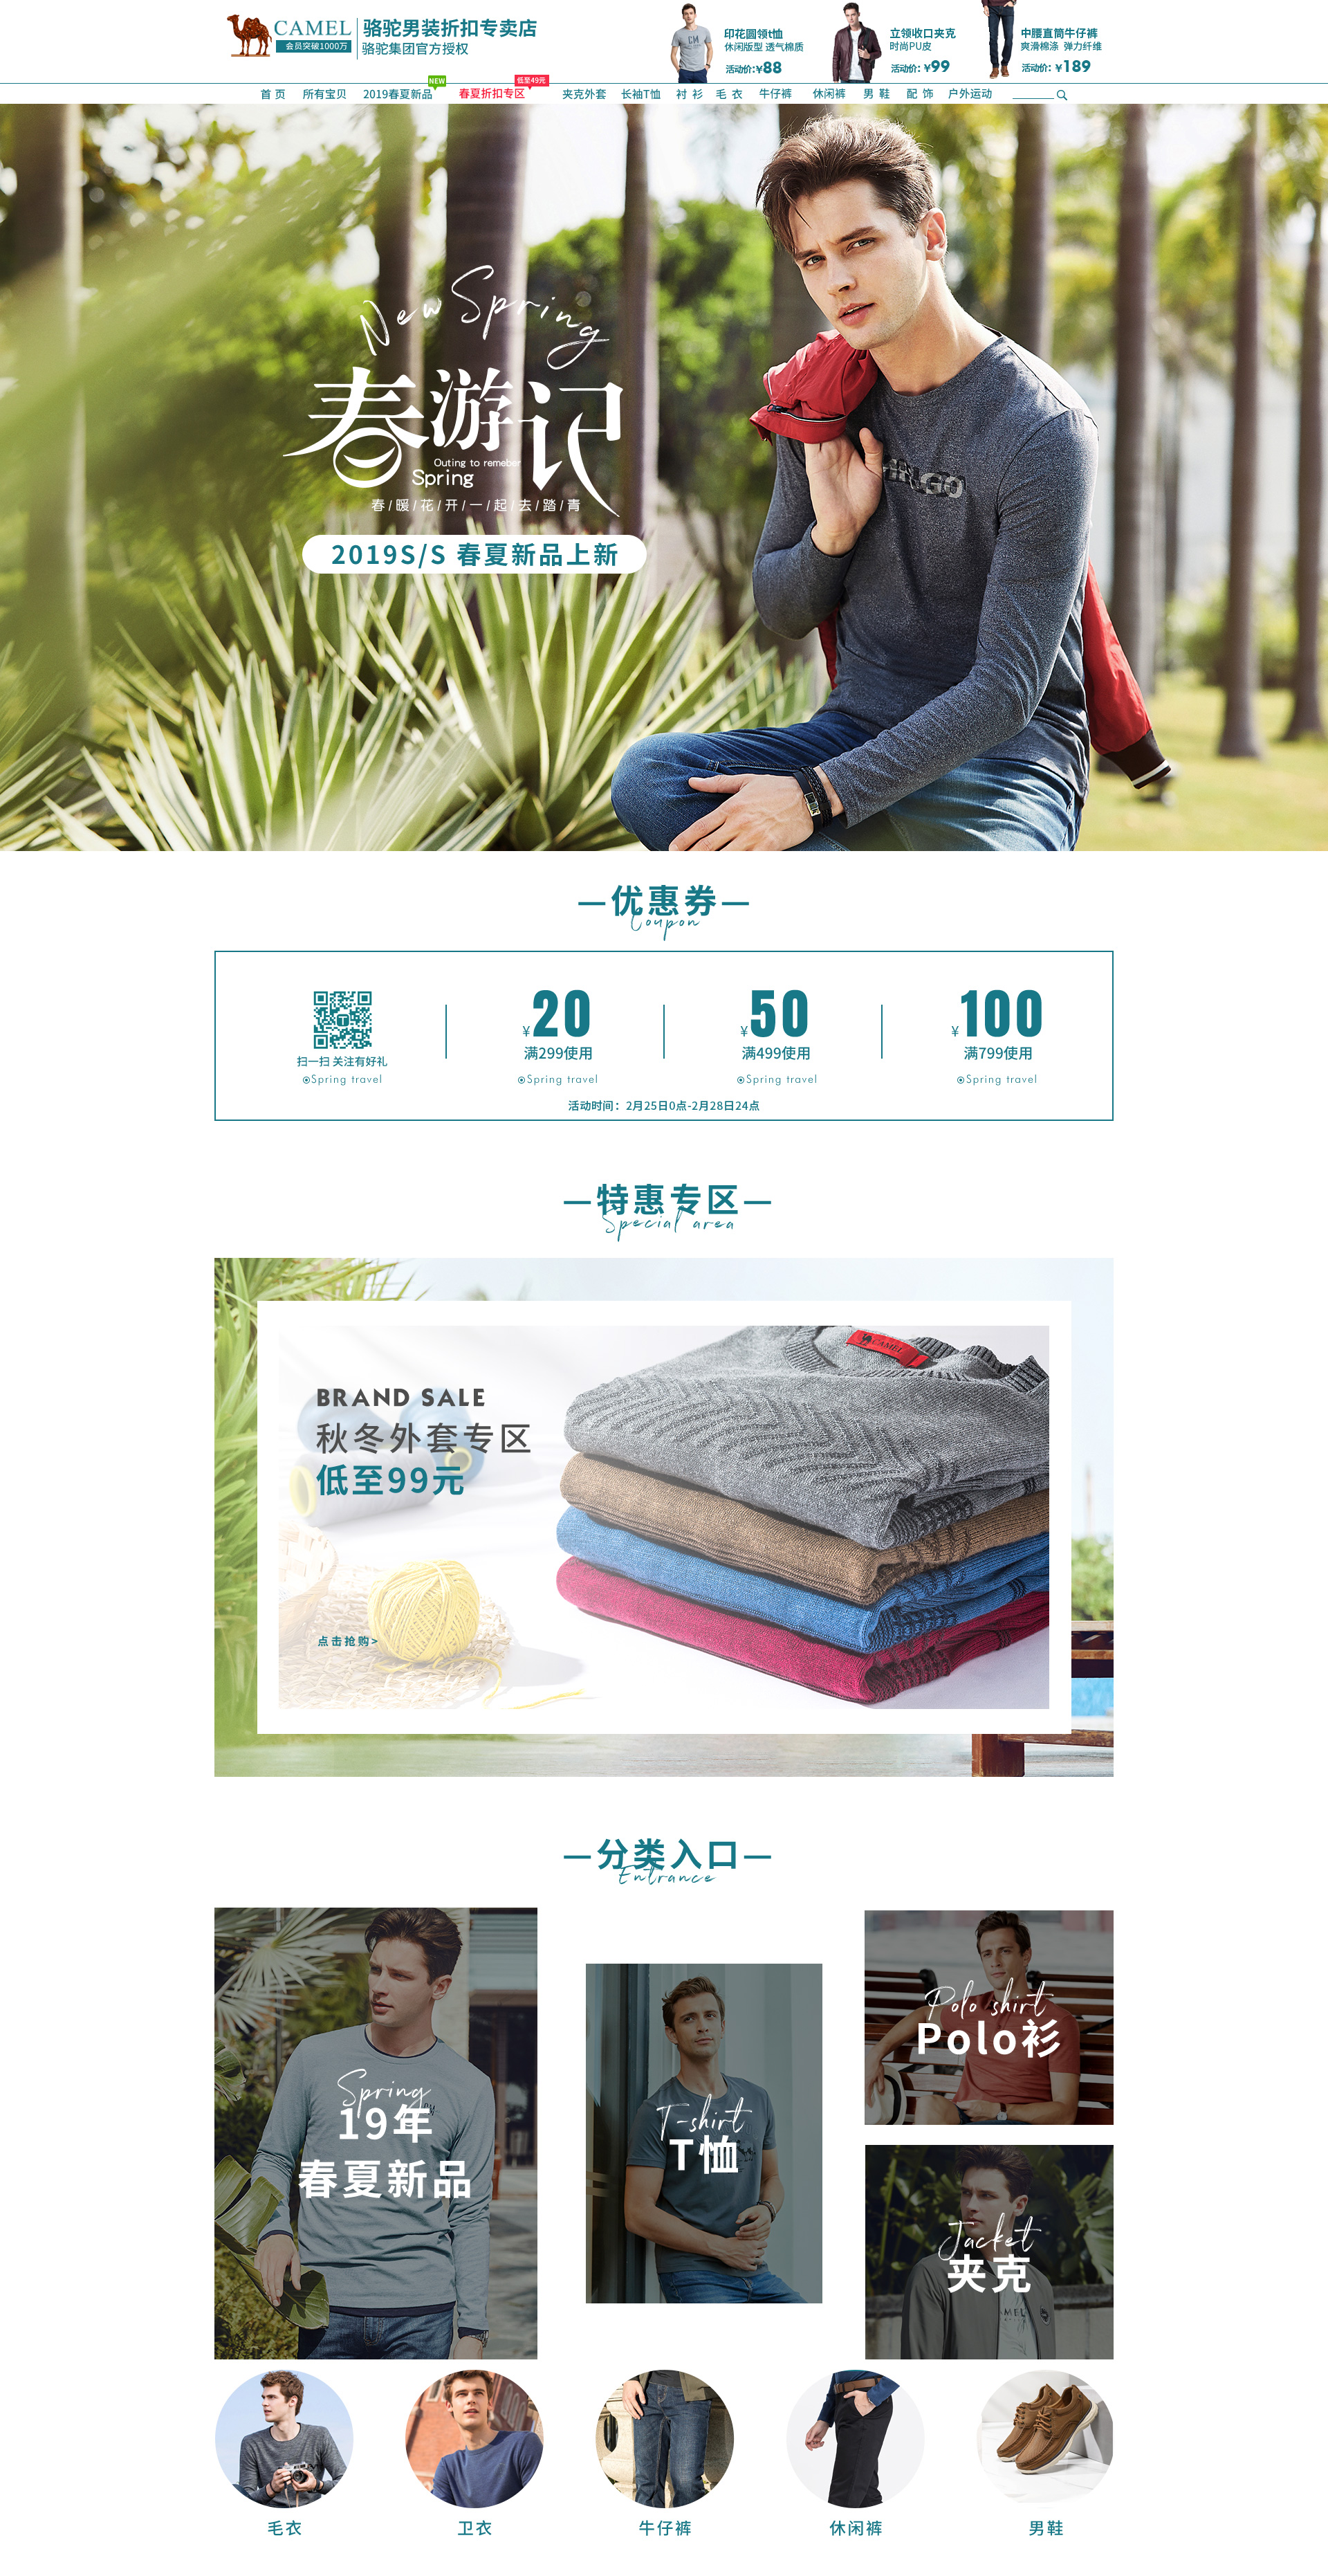 CAMEL
会员突破1000万
骆驼男装折扣专卖店
骆驼集团官方授权
CM
印花圆领t恤
休闲版型 透气棉质
活动价:¥88
立领收口夹克
时尚PU皮
活动价: ¥99
中腰直筒牛仔裤
爽滑棉涤 弹力纤维
活动价: ¥189
NEW
低至49元
首 页
所有宝贝
2019春夏新品
春夏折扣专区
夹克外套
长袖T恤
衬 衫
毛 衣
牛仔裤
休闲裤
男 鞋
配 饰
户外运动
New Spring
春游记
Outing to remeber
Spring
春/暖/花/开/一/起/去/踏/青
2019S/S 春夏新品上新
—优惠券—
Coupon
扫一扫 关注有好礼
Spring travel
¥20
满299使用
Spring travel
¥50
满499使用
Spring travel
¥100
满799使用
Spring travel
活动时间：2月25日0点-2月28日24点
—特惠专区—
Special area
CAMEL
BRAND SALE
秋冬外套专区
低至99元
点击抢购>
—分类入口—
Entrance
Spring
19年
春夏新品
T-shirt
T恤
Polo shirt
Polo衫
Jacket
夹克
毛衣
卫衣
牛仔裤
休闲裤
男鞋